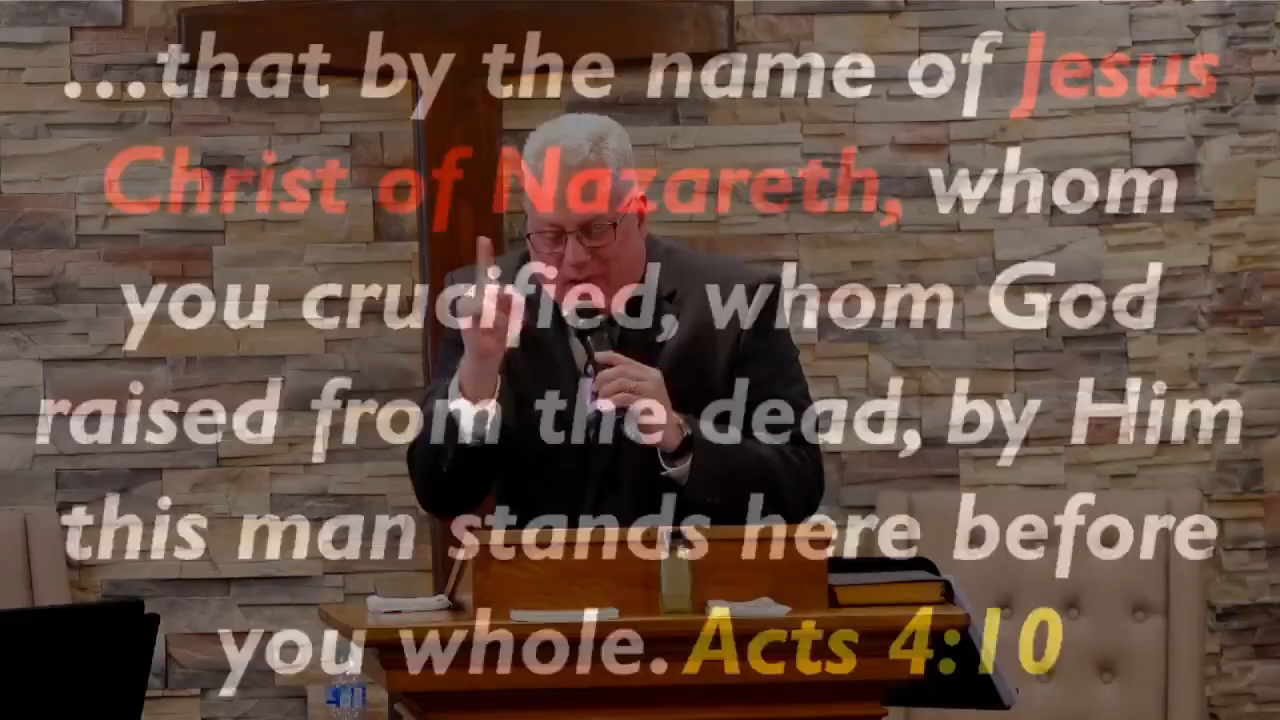 ...that by the name of Jesus
Christ of Nazareth, whom
you crucified, whom God
raised from the dead, by Him
this man stands here before
you whole. Acts 4:10